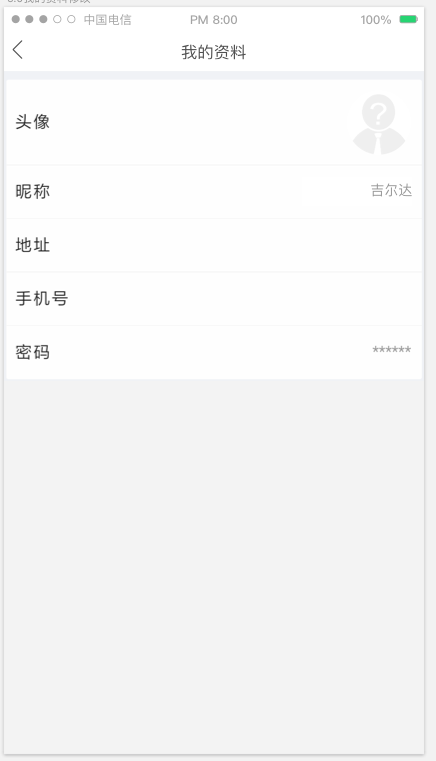 中国电信 PM 8:00 100%
我的资料
头像
昵称 吉尔达
地址
手机号
密码 ******